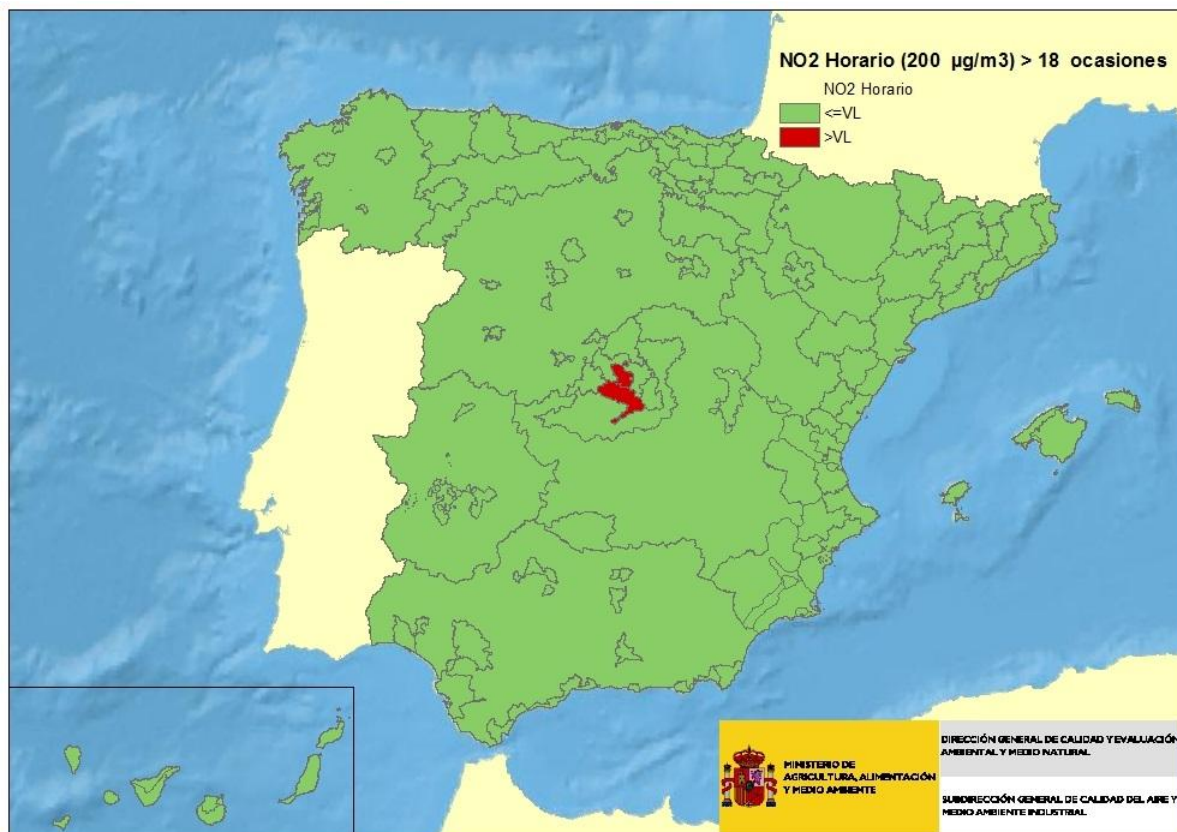 NO2 Horario (200 µg/m3) > 18 ocasiones
NO2 Horario
<=VL
>VL
MINISTERIO DE
AGRICULTURA, ALIMENTACIÓN
Y MEDIO AMBIENTE
DIRECCIÓN GENERAL DE CALIDAD Y EVALUACIÓN
AMBIENTAL Y MEDIO NATURAL
SUBDIRECCIÓN GENERAL DE CALIDAD DEL AIRE Y
MEDIO AMBIENTE INDUSTRIAL